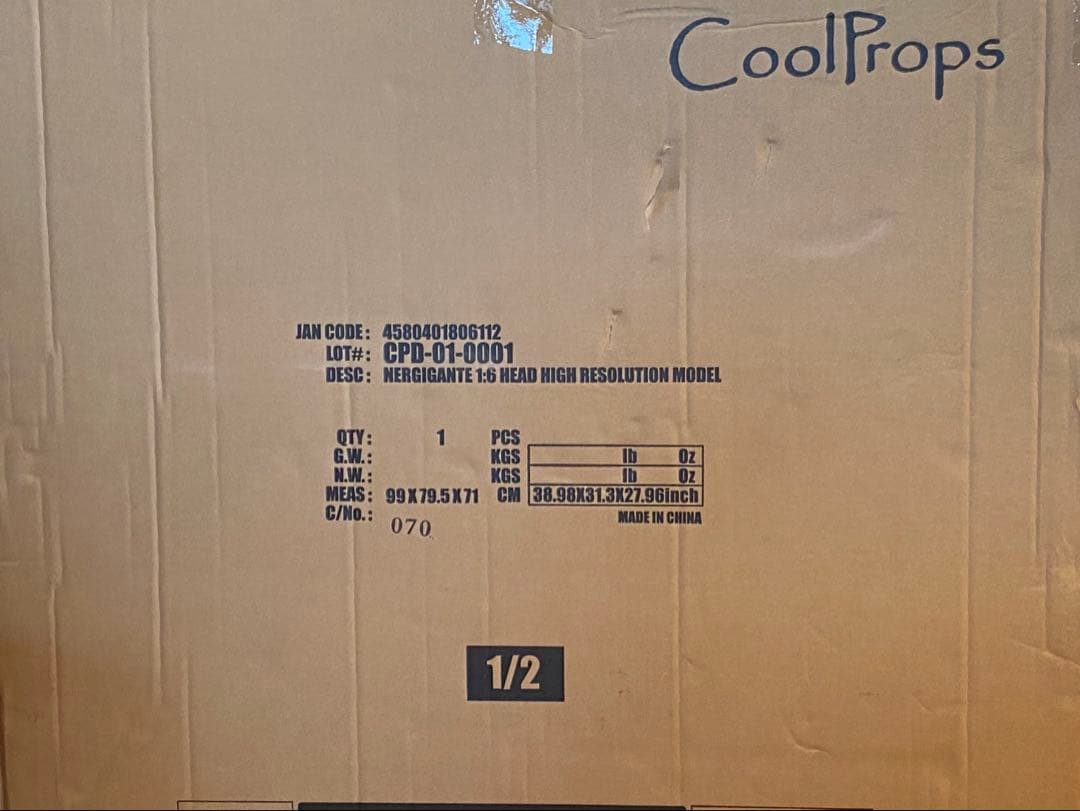 CoolProps
JAN CODE: 4580401806112
LOT#: CPD-01-0001
DESC: NERGIGANTE 1:6 HEAD HIGH RESOLUTION MODEL
QTY: 1 PCS
G.W.: KGS lb Oz
N.W.: KGS lb Oz
MEAS: 99X79.5X71 CM 38.98X31.3X27.96inch
C/No.: 070
MADE IN CHINA
1/2